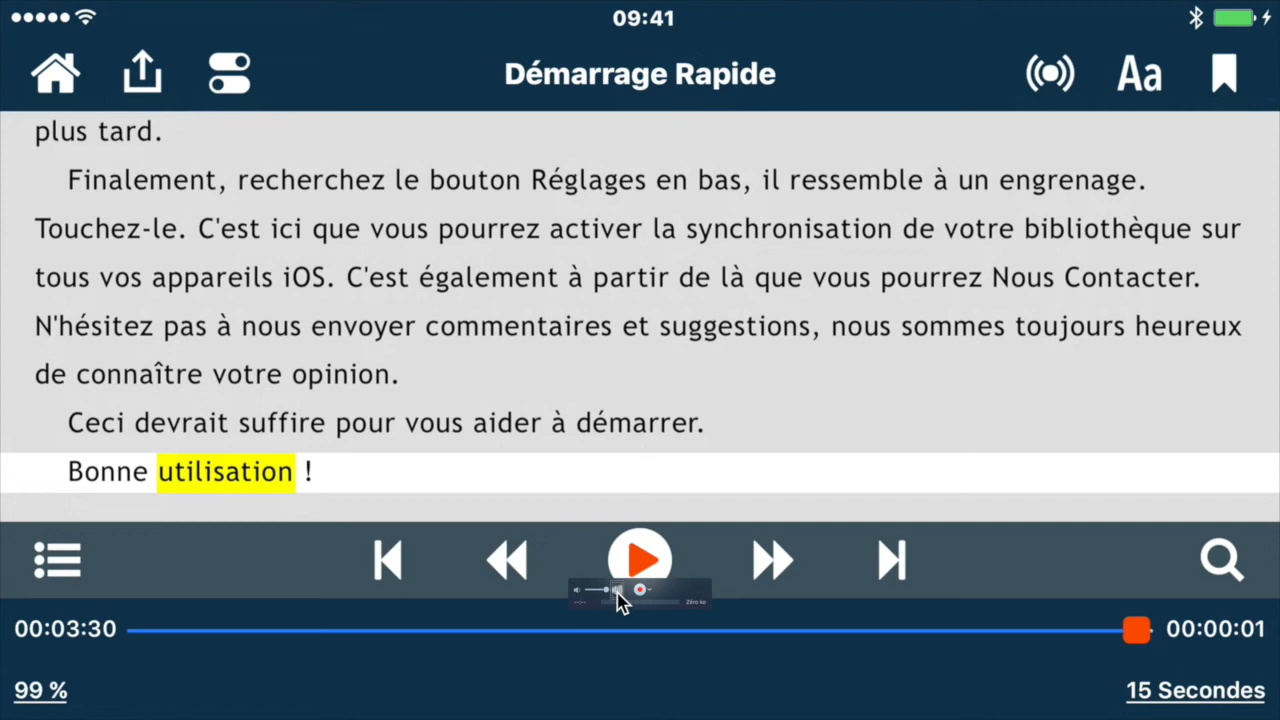 09:41
Démarrage Rapide
Aa
plus tard.
Finalement, recherchez le bouton Réglages en bas, il ressemble à un engrenage.
Touchez-le. C'est ici que vous pourrez activer la synchronisation de votre bibliothèque sur
tous vos appareils iOS. C'est également à partir de là que vous pourrez Nous Contacter.
N'hésitez pas à nous envoyer commentaires et suggestions, nous sommes toujours heureux
de connaître votre opinion.
Ceci devrait suffire pour vous aider à démarrer.
Bonne utilisation !
--:-- Zéro ko
00:03:30 00:00:01
99 % 15 Secondes